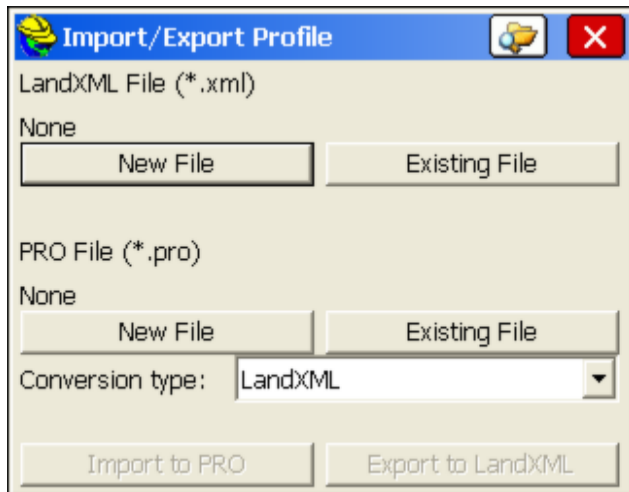 Import/Export Profile
LandXML File (*.xml)
None
New File Existing File
PRO File (*.pro)
None
New File Existing File
Conversion type: LandXML
Import to PRO Export to LandXML